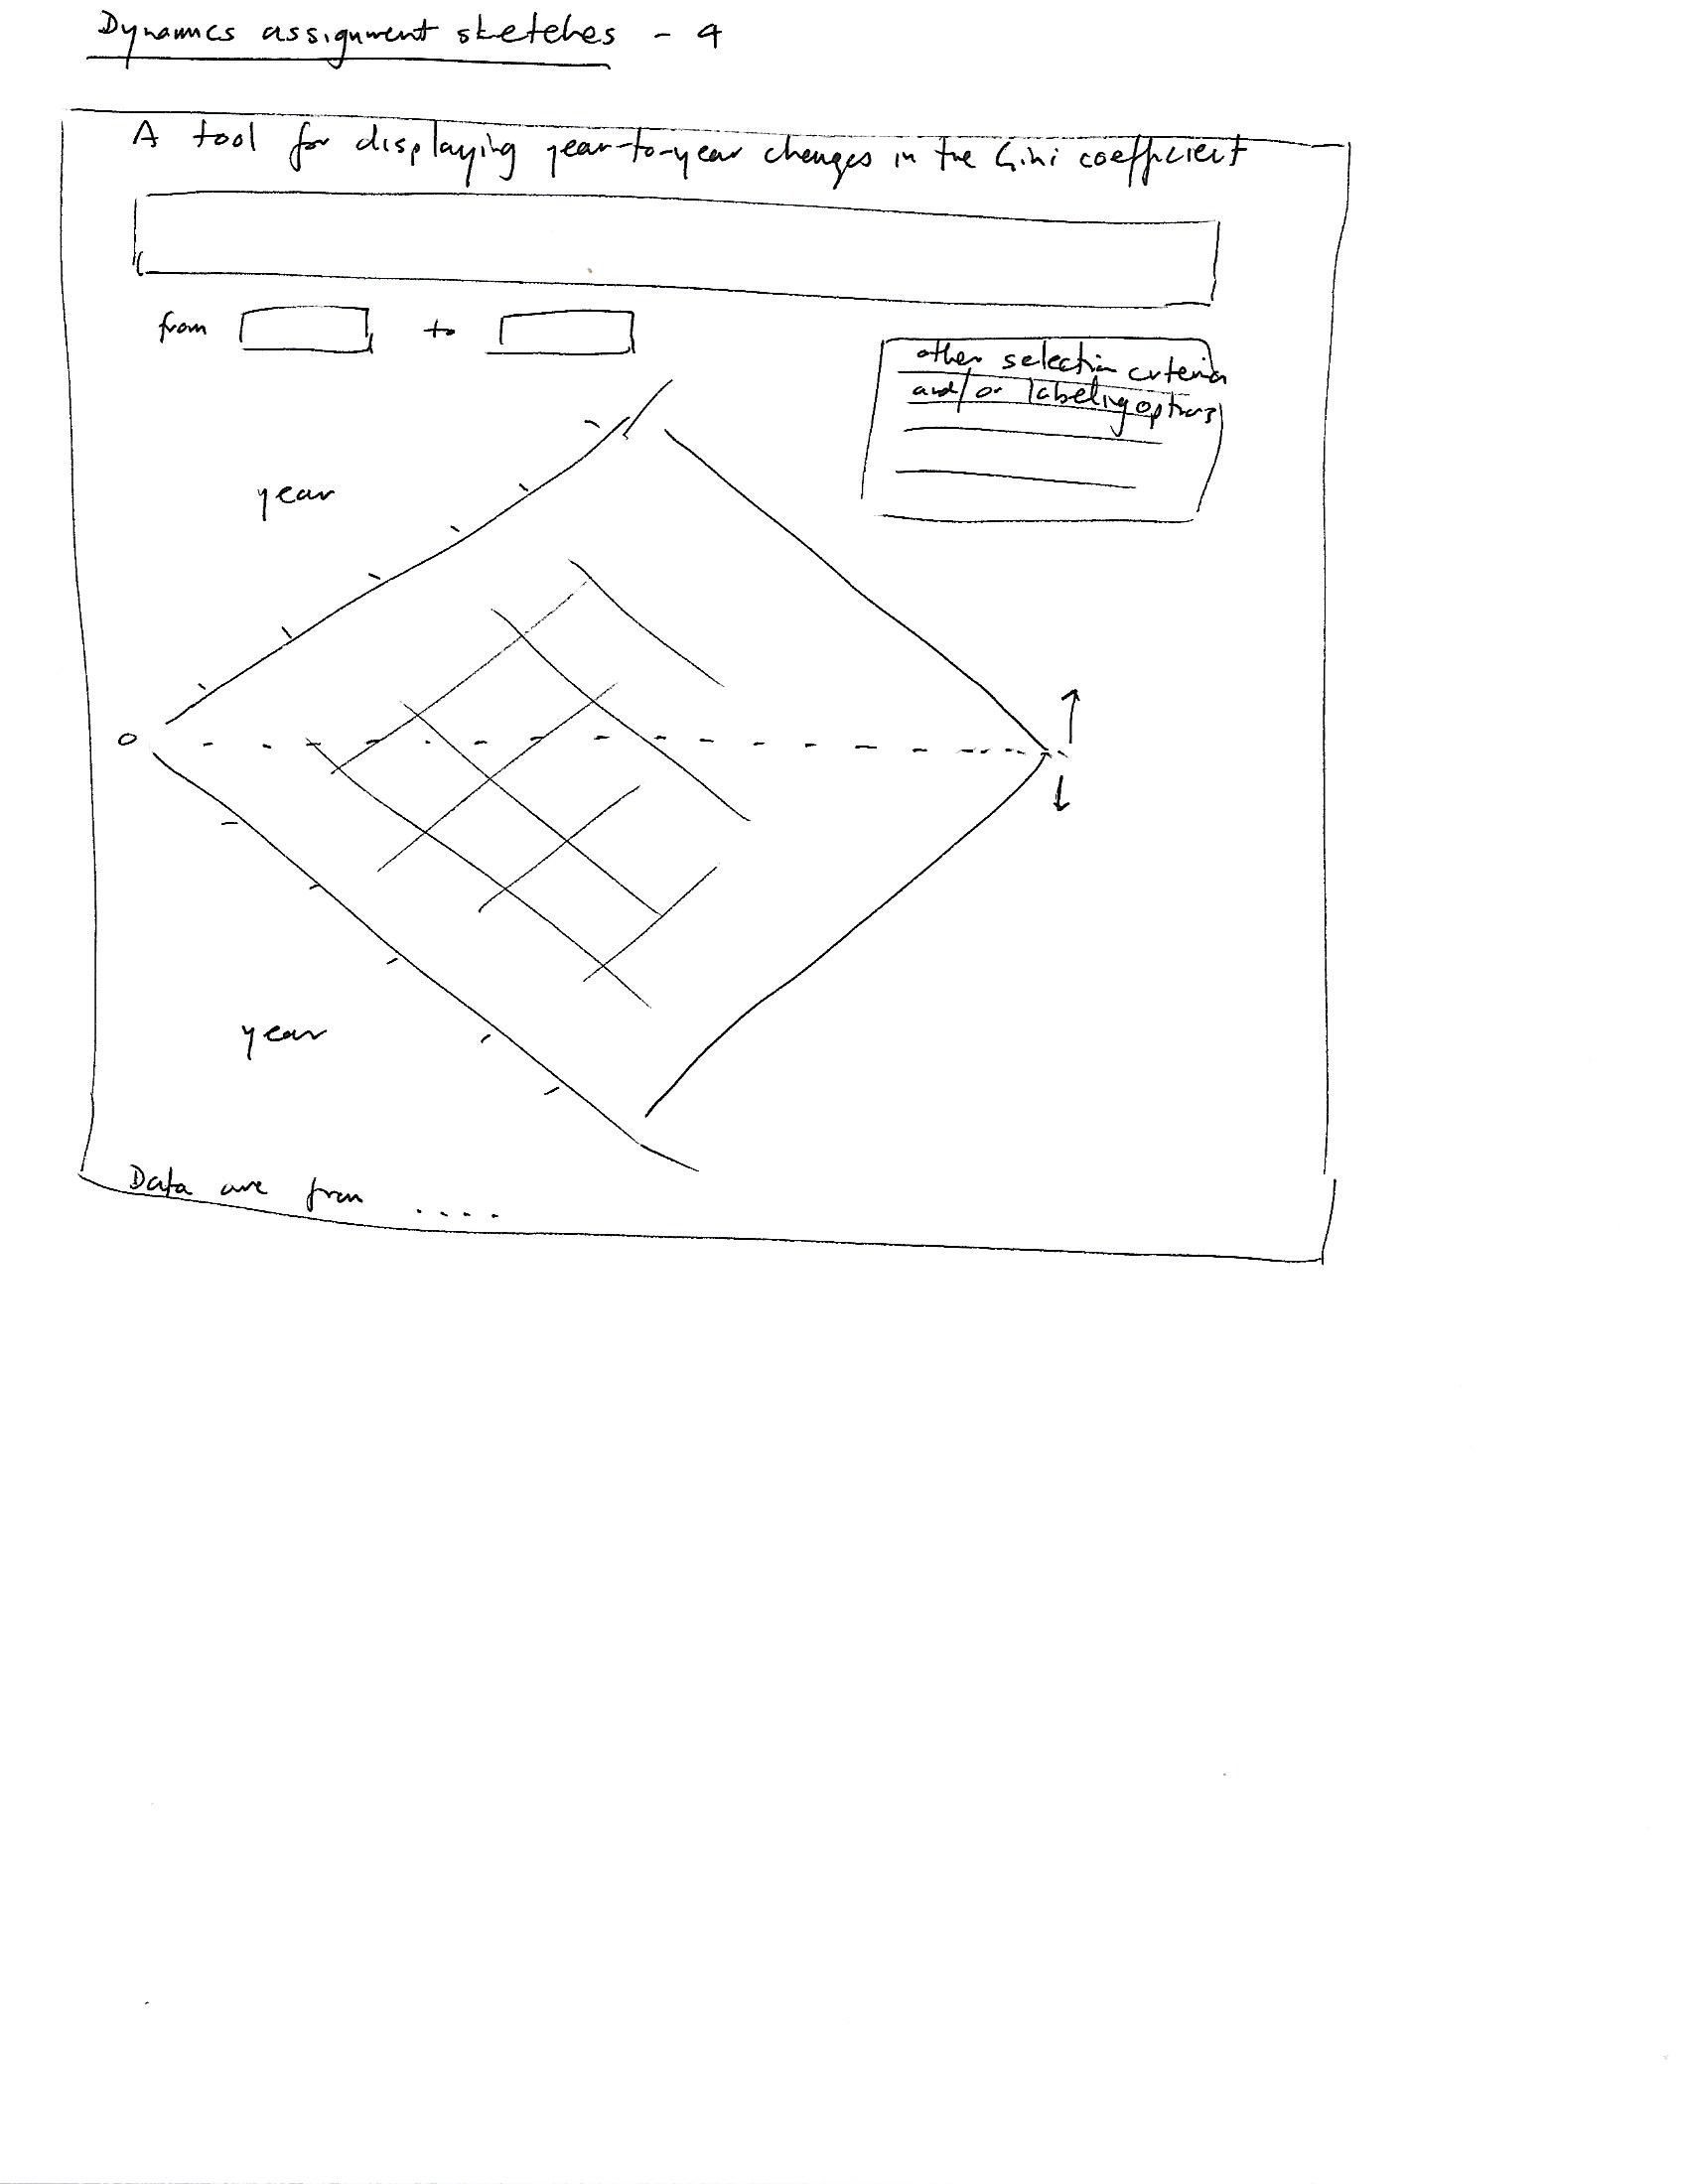 Dynamics assignment sketches - 4
A tool for displaying year-to-year changes in the Gini coefficient
from to
other selection criteria
and/or labeling options
year
0
year
Data are from ....